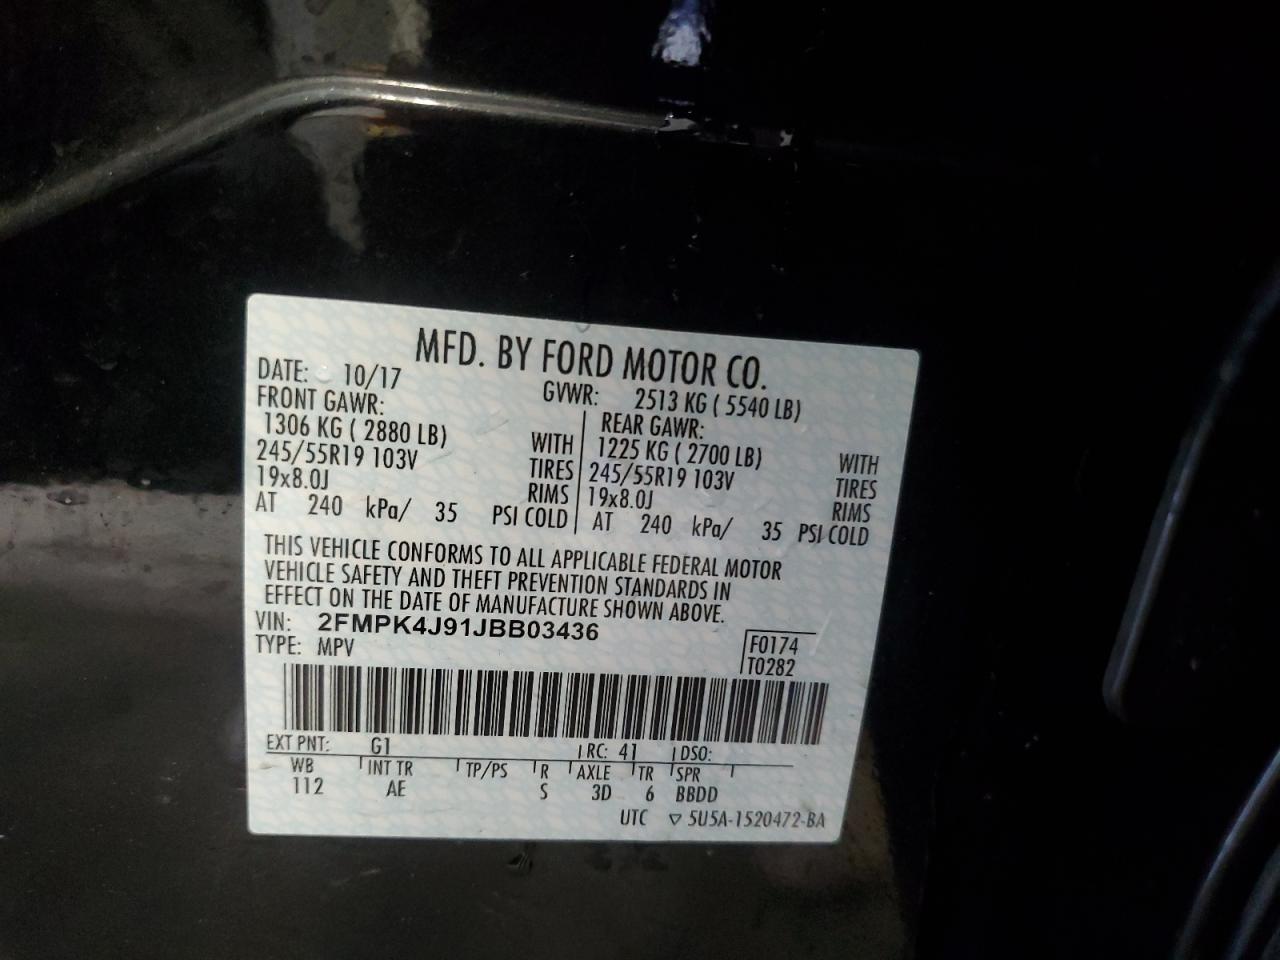 MFD. BY FORD MOTOR CO.
DATE: 10/17
GVWR: 2513 KG ( 5540 LB)
FRONT GAWR:
1306 KG ( 2880 LB) WITH
245/55R19 103V TIRES
19x8.0J RIMS
AT 240 kPa/ 35 PSI COLD
REAR GAWR:
1225 KG ( 2700 LB) WITH
245/55R19 103V TIRES
19x8.0J RIMS
AT 240 kPa/ 35 PSI COLD
THIS VEHICLE CONFORMS TO ALL APPLICABLE FEDERAL MOTOR
VEHICLE SAFETY AND THEFT PREVENTION STANDARDS IN
EFFECT ON THE DATE OF MANUFACTURE SHOWN ABOVE.
VIN: 2FMPK4J91JBB03436
TYPE: MPV
F0174
T0282
EXT PNT: G1 RC: 41 DSO:
WB INT TR TP/PS R AXLE TR SPR
112 AE S 3D 6 BBDD
UTC ▽ 5U5A-1520472-BA